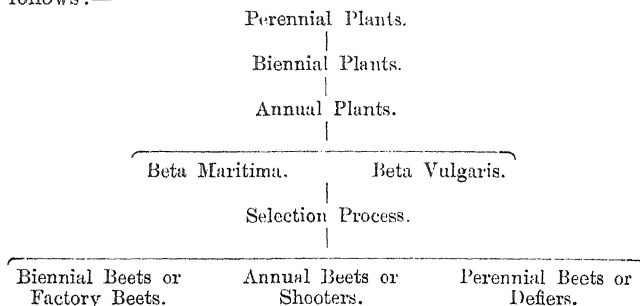 follows:—
Perennial Plants.
Biennial Plants.
Annual Plants.
Beta Maritima. Beta Vulgaris.
Selection Process.
Biennial Beets or Annual Beets or Perennial Beets or
Factory Beets. Shooters. Defiers.